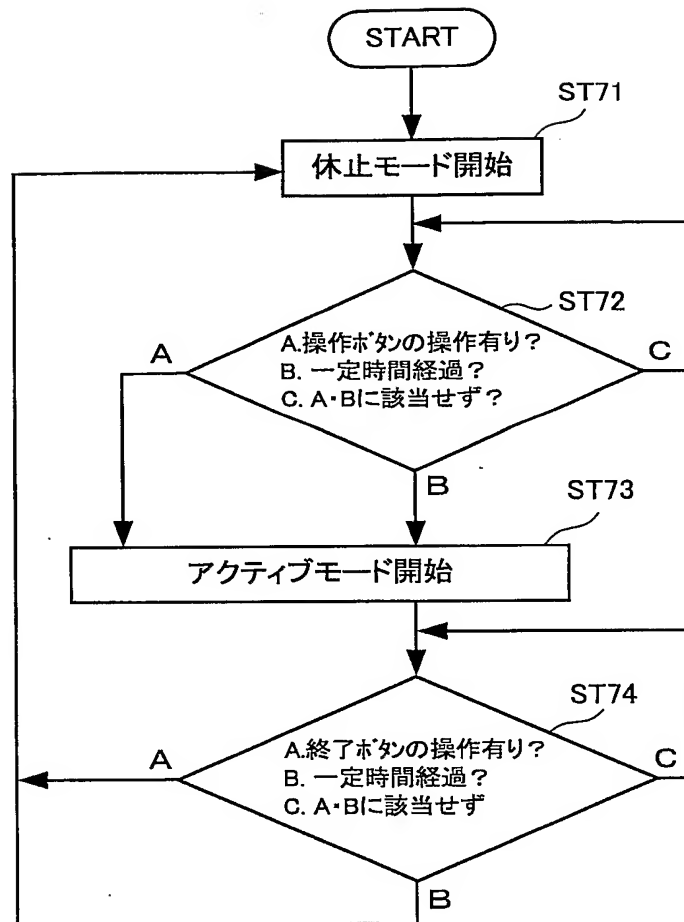 START
ST71
休止モード開始
ST72
A
A.操作ボタンの操作有り?
B. 一定時間経過?
C. A・Bに該当せず?
C
B
ST73
アクティブモード開始
ST74
A
A.終了ボタンの操作有り?
B. 一定時間経過?
C. A・Bに該当せず
C
B